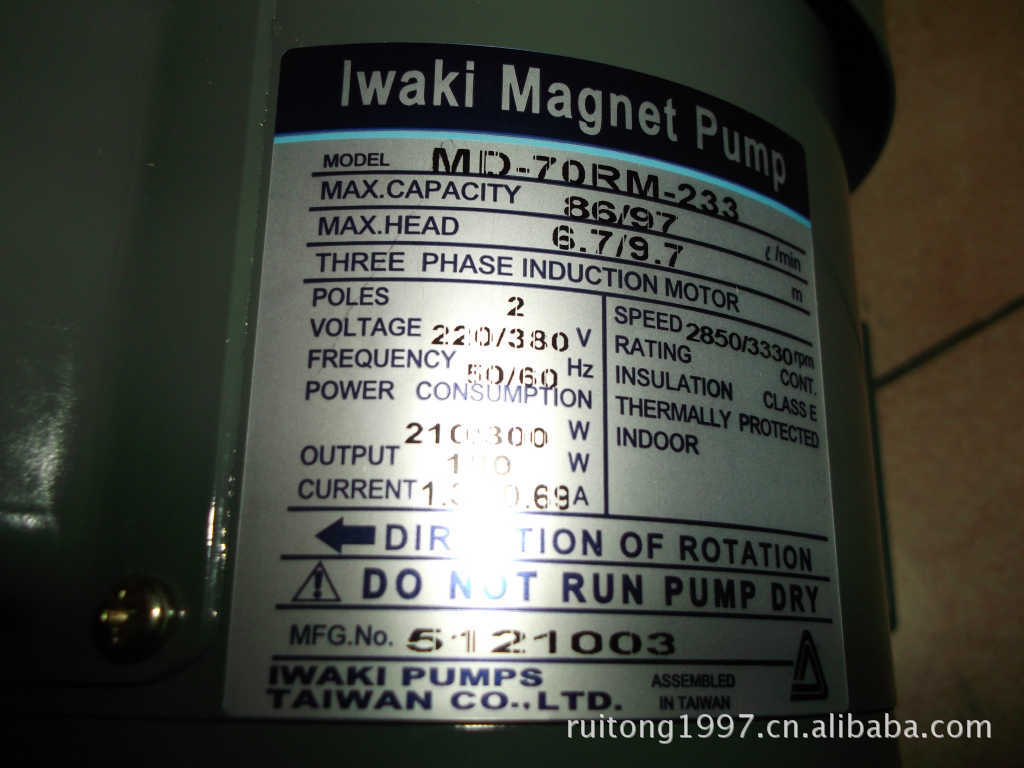 Iwaki Magnet Pump
MODEL MD-70RM-233
MAX.CAPACITY 86/97 ℓ/min
MAX.HEAD 6.7/9.7 m
THREE PHASE INDUCTION MOTOR
POLES 2
VOLTAGE 220/380 V
FREQUENCY 50/60 Hz
POWER CONSUMPTION
210/300 W
OUTPUT W
CURRENT A
SPEED 2850/3330 rpm
RATING CONT.
INSULATION CLASS E
THERMALLY PROTECTED
INDOOR
DIRECTION OF ROTATION
DO NOT RUN PUMP DRY
MFG.No. 5121003
IWAKI PUMPS
TAIWAN CO.,LTD.
ASSEMBLED
IN TAIWAN
ruitong1997.cn.alibaba.com